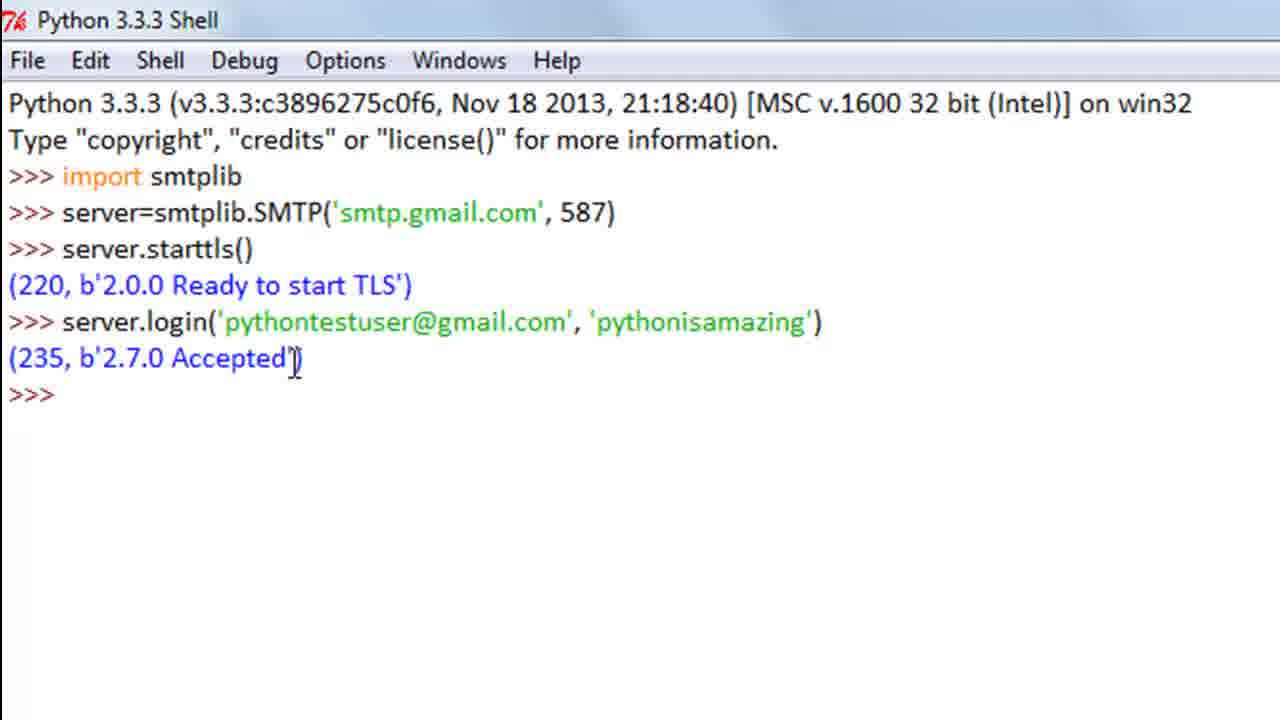 Python 3.3.3 Shell
File Edit Shell Debug Options Windows Help
Python 3.3.3 (v3.3.3:c3896275c0f6, Nov 18 2013, 21:18:40) [MSC v.1600 32 bit (Intel)] on win32
Type "copyright", "credits" or "license()" for more information.
>>> import smtplib
>>> server=smtplib.SMTP('smtp.gmail.com', 587)
>>> server.starttls()
(220, b'2.0.0 Ready to start TLS')
>>> server.login('pythontestuser@gmail.com', 'pythonisamazing')
(235, b'2.7.0 Accepted')
>>>